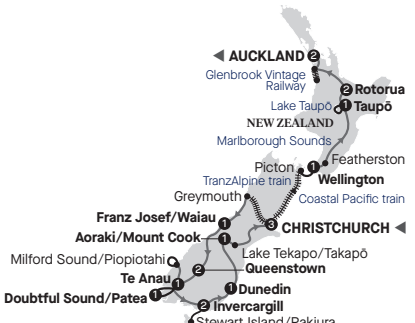 AUCKLAND 2
Glenbrook Vintage
Railway
2 Rotorua
Lake Taupō
1 Taupō
NEW ZEALAND
Marlborough Sounds
Featherston
Picton
1
Wellington
TranzAlpine train
Greymouth
Coastal Pacific train
Franz Josef/Waiau 1
3 CHRISTCHURCH
Aoraki/Mount Cook 1
Lake Tekapo/Takapō
Milford Sound/Piopiotahi
2 Queenstown
Te Anau 1
1 Dunedin
Doubtful Sound/Patea 1
2 Invercargill
Stewart Island/Rakiura